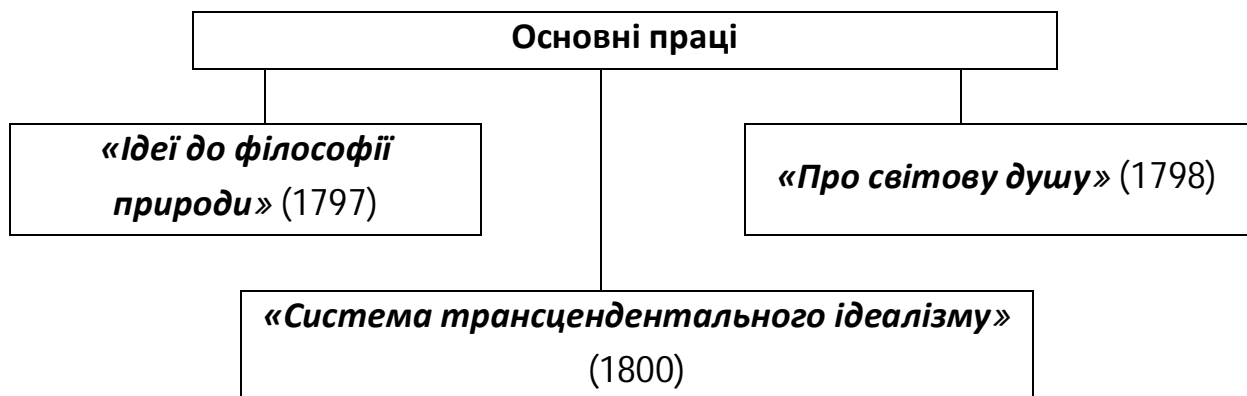 Основні праці
«Ідеї до філософії
природи» (1797)
«Про світову душу» (1798)
«Система трансцендентального ідеалізму»
(1800)